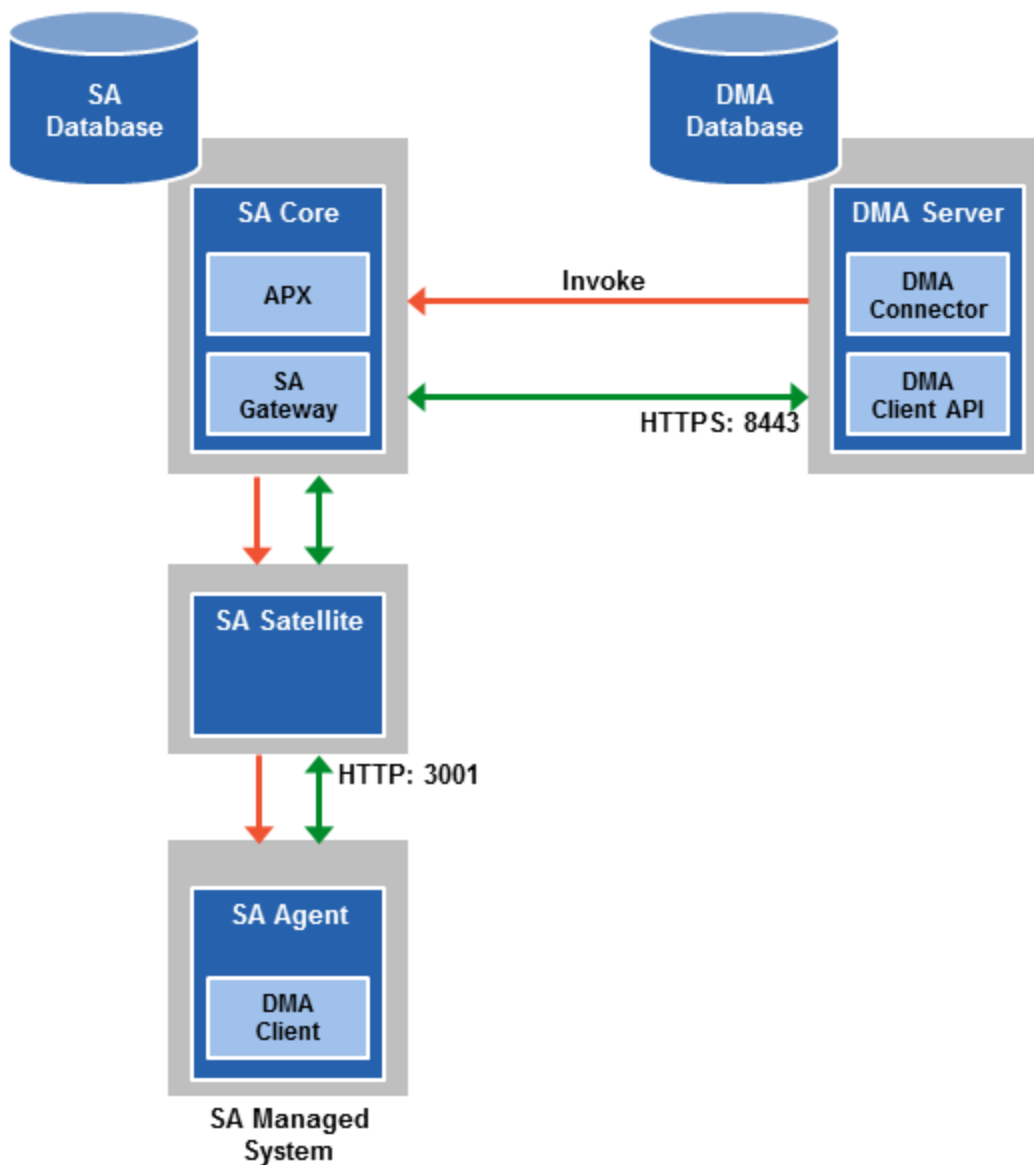 SA
Database
DMA
Database
SA Core
APX
SA
Gateway
Invoke
HTTPS: 8443
DMA Server
DMA
Connector
DMA
Client API
SA Satellite
HTTP: 3001
SA Agent
DMA
Client
SA Managed
System